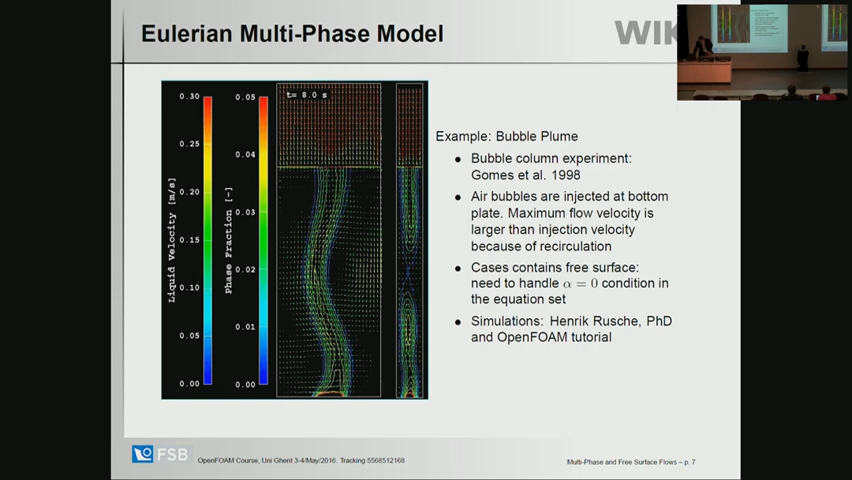 Eulerian Multi-Phase Model
WIK
t= 8.0 s
0.30
0.25
0.20
0.15
0.10
0.05
0.00
Liquid Velocity [m/s]
0.05
0.04
0.03
0.02
0.01
0.00
Phase Fraction [-]
Example: Bubble Plume
• Bubble column experiment:
Gomes et al. 1998
• Air bubbles are injected at bottom
plate. Maximum flow velocity is
larger than injection velocity
because of recirculation
• Cases contains free surface:
need to handle α = 0 condition in
the equation set
• Simulations: Henrik Rusche, PhD
and OpenFOAM tutorial
FSB
OpenFOAM Course, Uni Ghent 3-4/May/2016. Tracking 5568512168
Multi-Phase and Free Surface Flows – p. 7